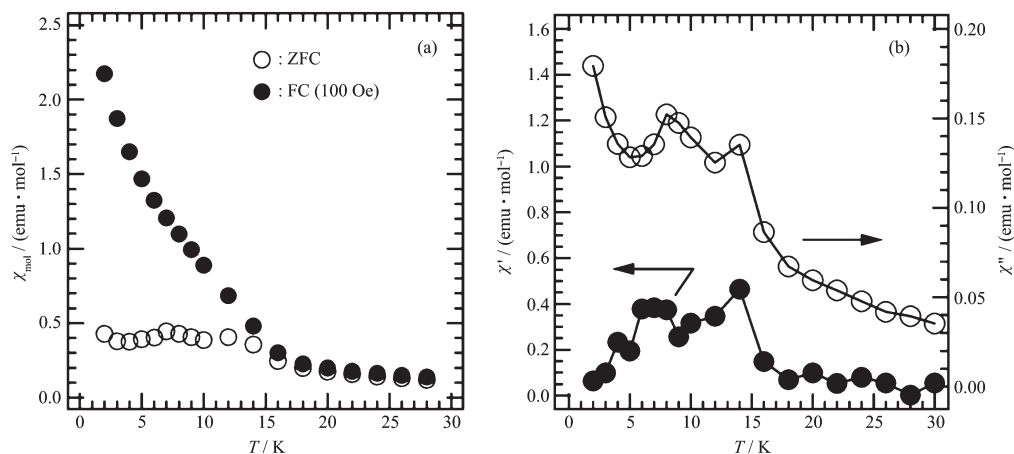 (a)
○ : ZFC
● : FC (100 Oe)
2.5
2.0
1.5
1.0
0.5
0.0
χmol / (emu • mol⁻¹)
0 5 10 15 20 25 30
T / K
(b)
1.6
1.4
1.2
1.0
0.8
0.6
0.4
0.2
0.0
χ' / (emu • mol⁻¹)
0.20
0.15
0.10
0.05
0.00
χ" / (emu • mol⁻¹)
0 5 10 15 20 25 30
T / K